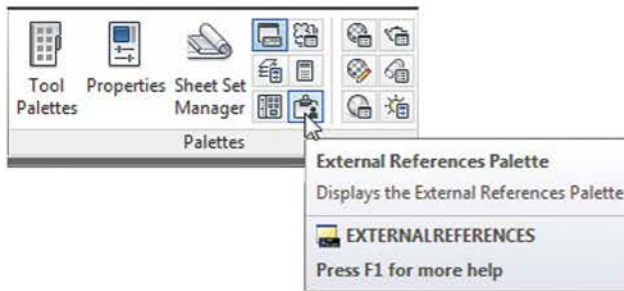 Tool Palettes
Properties
Sheet Set Manager
Palettes
External References Palette
Displays the External References Palette
EXTERNALREFERENCES
Press F1 for more help